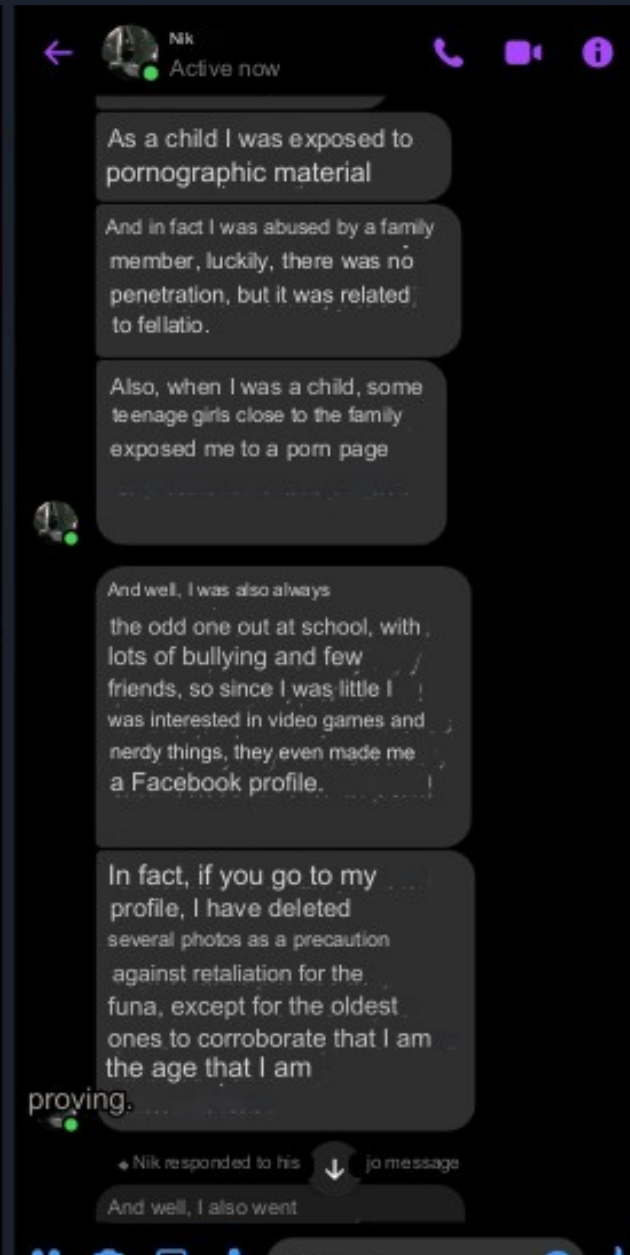 Nik
Active now
As a child I was exposed to
pornographic material
And in fact I was abused by a family
member, luckily, there was no
penetration, but it was related
to fellatio.
Also, when I was a child, some
teenage girls close to the family
exposed me to a porn page
And well, I was also always
the odd one out at school, with
lots of bullying and few
friends, so since I was little I
was interested in video games and
nerdy things, they even made me
a Facebook profile.
In fact, if you go to my
profile, I have deleted
several photos as a precaution
against retaliation for the
funa, except for the oldest
ones to corroborate that I am
the age that I am
proving.
Nik responded to his jo message
And well, I also went